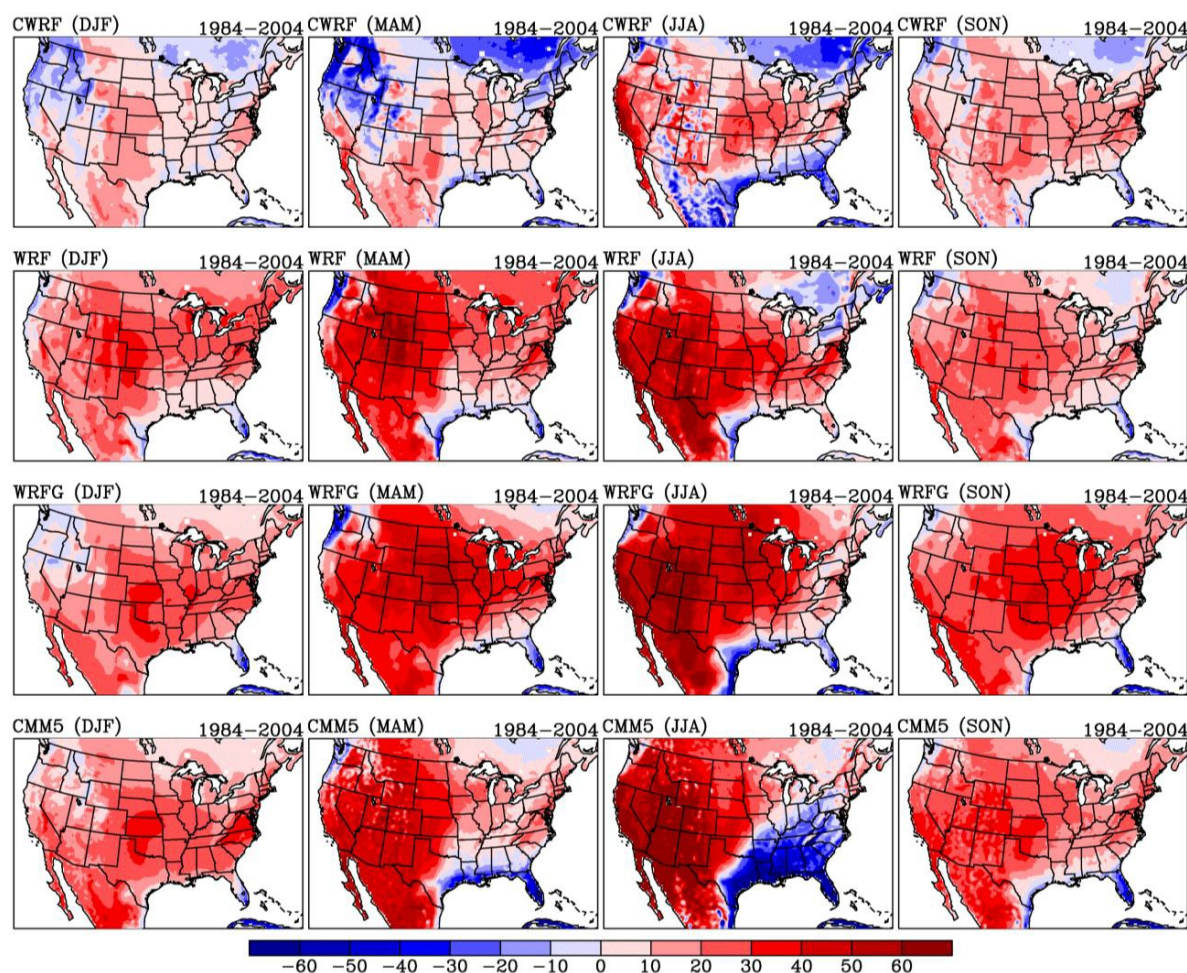 CWRF (DJF) 1984-2004 CWRF (MAM) 1984-2004 CWRF (JJA) 1984-2004 CWRF (SON) 1984-2004
WRF (DJF) 1984-2004 WRF (MAM) 1984-2004 WRF (JJA) 1984-2004 WRF (SON) 1984-2004
WRFG (DJF) 1984-2004 WRFG (MAM) 1984-2004 WRFG (JJA) 1984-2004 WRFG (SON) 1984-2004
CMM5 (DJF) 1984-2004 CMM5 (MAM) 1984-2004 CMM5 (JJA) 1984-2004 CMM5 (SON) 1984-2004
-60 -50 -40 -30 -20 -10 0 10 20 30 40 50 60